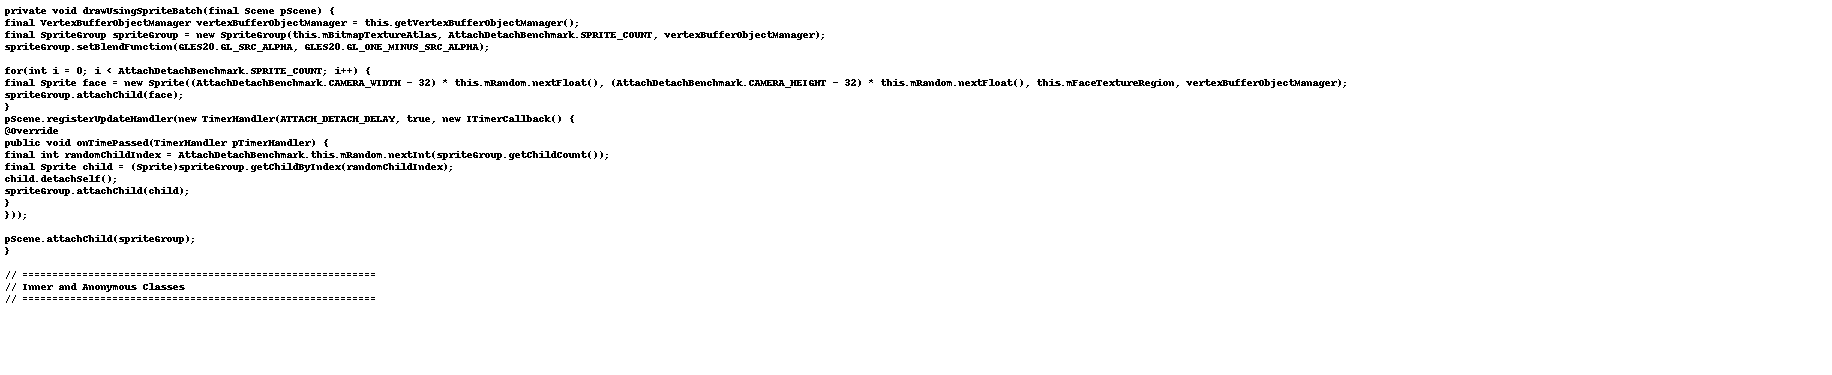 private void drawUsingSpriteBatch(final Scene pScene) {
final VertexBufferObjectManager vertexBufferObjectManager = this.getVertexBufferObjectManager();
final SpriteGroup spriteGroup = new SpriteGroup(this.mBitmapTextureAtlas, AttachDetachBenchmark.SPRITE_COUNT, vertexBufferObjectManager);
spriteGroup.setBlendFunction(GLES20.GL_SRC_ALPHA, GLES20.GL_ONE_MINUS_SRC_ALPHA);

for(int i = 0; i < AttachDetachBenchmark.SPRITE_COUNT; i++) {
final Sprite face = new Sprite((AttachDetachBenchmark.CAMERA_WIDTH - 32) * this.mRandom.nextFloat(), (AttachDetachBenchmark.CAMERA_HEIGHT - 32) * this.mRandom.nextFloat(), this.mFaceTextureRegion, vertexBufferObjectManager);
spriteGroup.attachChild(face);
}
pScene.registerUpdateHandler(new TimerHandler(ATTACH_DETACH_DELAY, true, new ITimerCallback() {
@Override
public void onTimePassed(TimerHandler pTimerHandler) {
final int randomChildIndex = AttachDetachBenchmark.this.mRandom.nextInt(spriteGroup.getChildCount());
final Sprite child = (Sprite)spriteGroup.getChildByIndex(randomChildIndex);
child.detachSelf();
spriteGroup.attachChild(child);
}
}));

pScene.attachChild(spriteGroup);
}

// ===========================================================
// Inner and Anonymous Classes
// ===========================================================